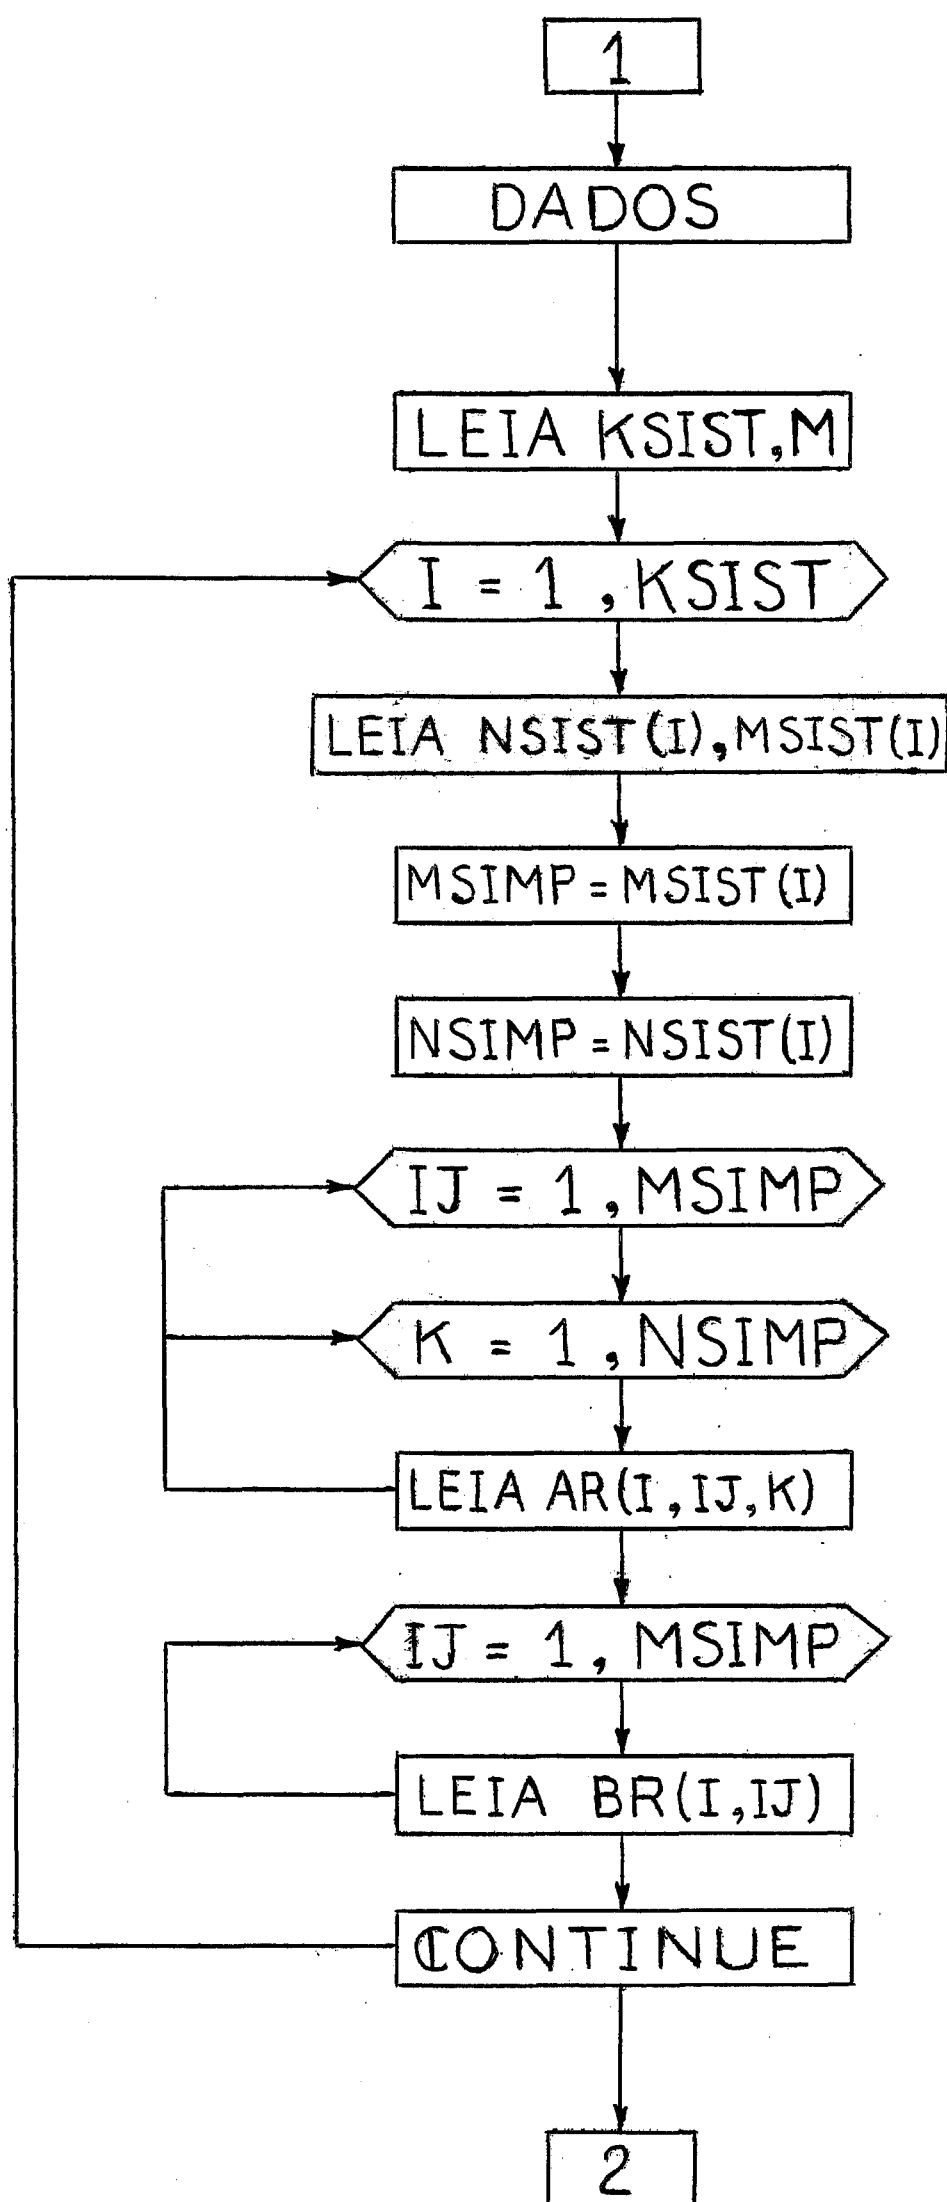 1
DADOS
LEIA KSIST,M
I = 1 , KSIST
LEIA NSIST(I), MSIST(I)
MSIMP = MSIST(I)
NSIMP = NSIST(I)
IJ = 1 , MSIMP
K = 1 , NSIMP
LEIA AR(I, IJ, K)
IJ = 1, MSIMP
LEIA BR(I,IJ)
CONTINUE
2